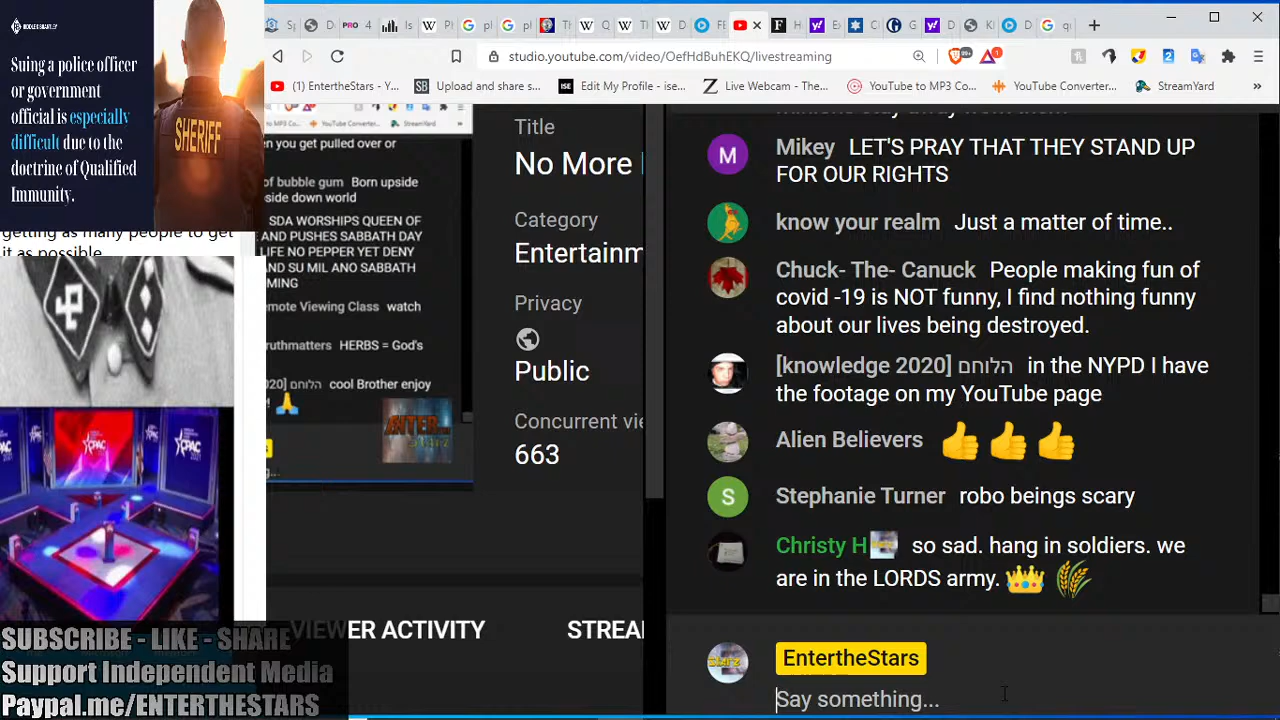 Suing a police officer
or government
official is especially
difficult due to the
doctrine of Qualified
Immunity.
SHERIFF
getting as many people to get
it as possible
CPAC
CPAC
CPAC
SUBSCRIBE - LIKE - SHARE
Support Independent Media
Paypal.me/ENTERTHESTARS
studio.youtube.com/video/OefHdBuhEKQ/livestreaming
(1) EntertheStars - Y...
Upload and share s...
Edit My Profile - ise...
Live Webcam - The...
YouTube to MP3 Co...
YouTube Converter...
StreamYard
en you get pulled over or
of bubble gum Born upside
side down world
SDA WORSHIPS QUEEN OF
AND PUSHES SABBATH DAY
LIFE NO PEPPER YET DENY
AND SU MIL ANO SABBATH
MING
emote Viewing Class watch
ruthmatters HERBS = God's
020] הלוחם cool Brother enjoy
Title
No More
Category
Entertainm
Privacy
Public
Concurrent vie
663
VIEWER ACTIVITY
STREA
Mikey LET'S PRAY THAT THEY STAND UP
FOR OUR RIGHTS
know your realm Just a matter of time..
Chuck- The- Canuck People making fun of
covid -19 is NOT funny, I find nothing funny
about our lives being destroyed.
[knowledge 2020] הלוחם in the NYPD I have
the footage on my YouTube page
Alien Believers 👍👍👍
Stephanie Turner robo beings scary
Christy H so sad. hang in soldiers. we
are in the LORDS army. 👑 🌾
EntertheStars
Say something...